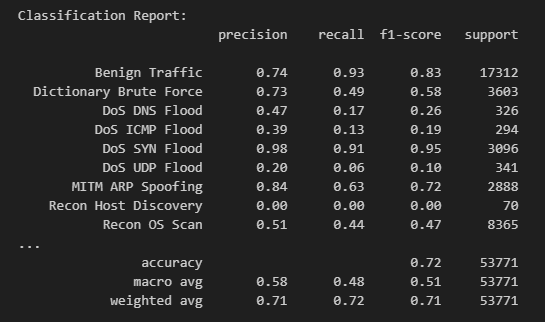 Classification Report:
precision recall f1-score support
Benign Traffic 0.74 0.93 0.83 17312
Dictionary Brute Force 0.73 0.49 0.58 3603
DoS DNS Flood 0.47 0.17 0.26 326
DoS ICMP Flood 0.39 0.13 0.19 294
DoS SYN Flood 0.98 0.91 0.95 3096
DoS UDP Flood 0.20 0.06 0.10 341
MITM ARP Spoofing 0.84 0.63 0.72 2888
Recon Host Discovery 0.00 0.00 0.00 70
Recon OS Scan 0.51 0.44 0.47 8365
...
accuracy 0.72 53771
macro avg 0.58 0.48 0.51 53771
weighted avg 0.71 0.72 0.71 53771